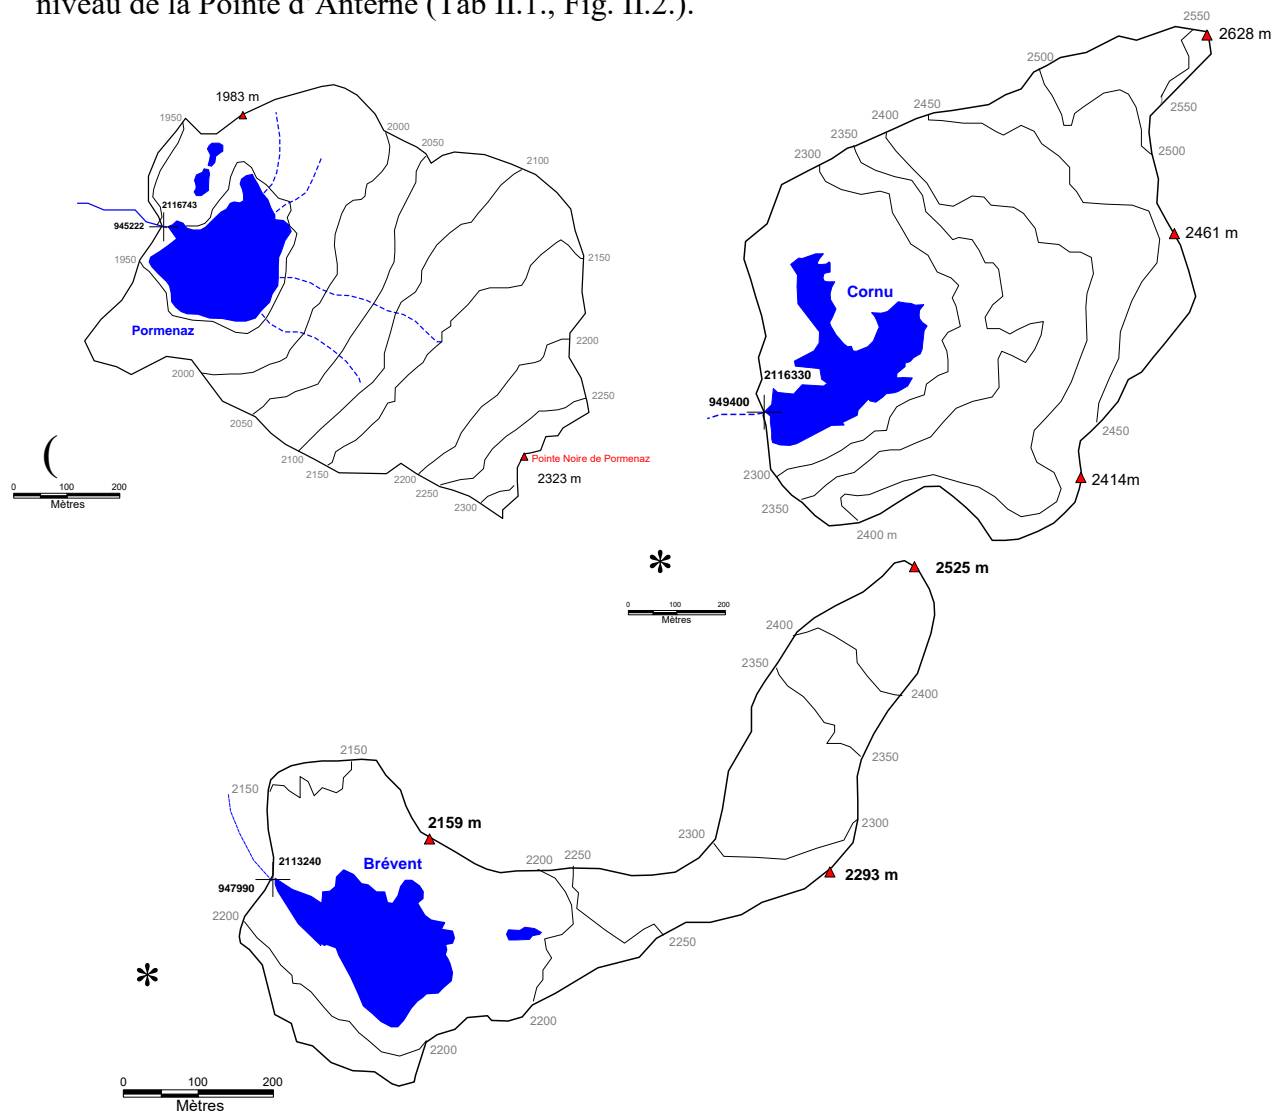 niveau de la Pointe d'Anterne (Tab II.1., Fig. II.2.).
1983 m
1950
2000
2050
2100
2116743
945222
1950
2150
Pormenaz
2200
2000
2250
2050
2100
2150
2200
2250
2300
Pointe Noire de Pormenaz
2323 m
(
0 100 200
Mètres
2550
2628 m
2500
2550
2450
2400
2350
2300
2500
2461 m
Cornu
2116330
949400
2450
2300
2350
2414m
2400 m
*
0 100 200
Mètres
2525 m
2400
2350
2400
2350
2300
2300
2293 m
2150
2150
2159 m
2113240
947990
Brévent
2200 2250
2200
2250
2200
2200
*
0 100 200
Mètres